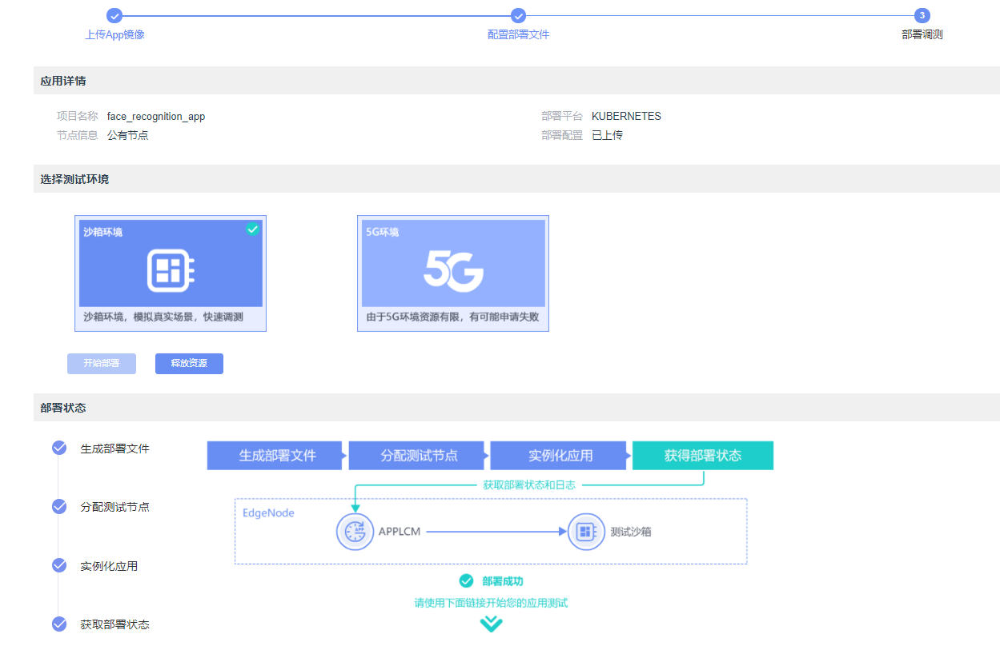 3
上传App镜像
配置部署文件
部署调测
应用详情
项目名称 face_recognition_app
部署平台 KUBERNETES
节点信息 公有节点
部署配置 已上传
选择测试环境
沙箱环境
5G环境
5G
沙箱环境，模拟真实场景，快速调测
由于5G环境资源有限，有可能申请失败
开始部署
释放资源
部署状态
生成部署文件
分配测试节点
实例化应用
获取部署状态
生成部署文件
分配测试节点
实例化应用
获得部署状态
获取部署状态和日志
EdgeNode
APP
APPLCM
测试沙箱
部署成功
请使用下面链接开始您的应用测试